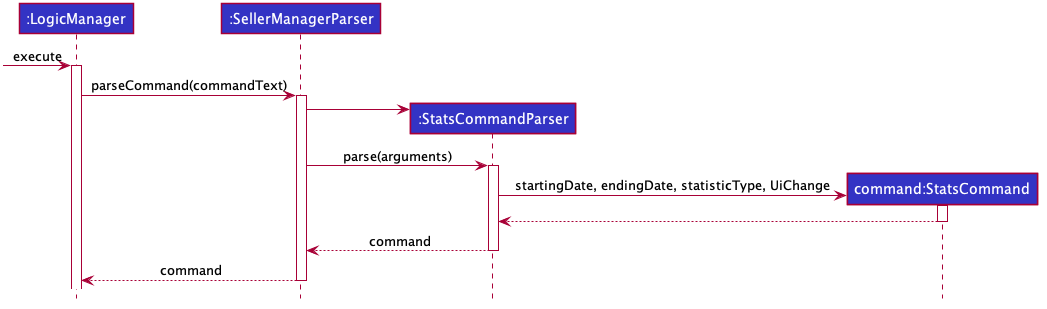 :LogicManager
:SellerManagerParser
execute
parseCommand(commandText)
:StatsCommandParser
parse(arguments)
startingDate, endingDate, statisticType, UiChange
command:StatsCommand
command
command